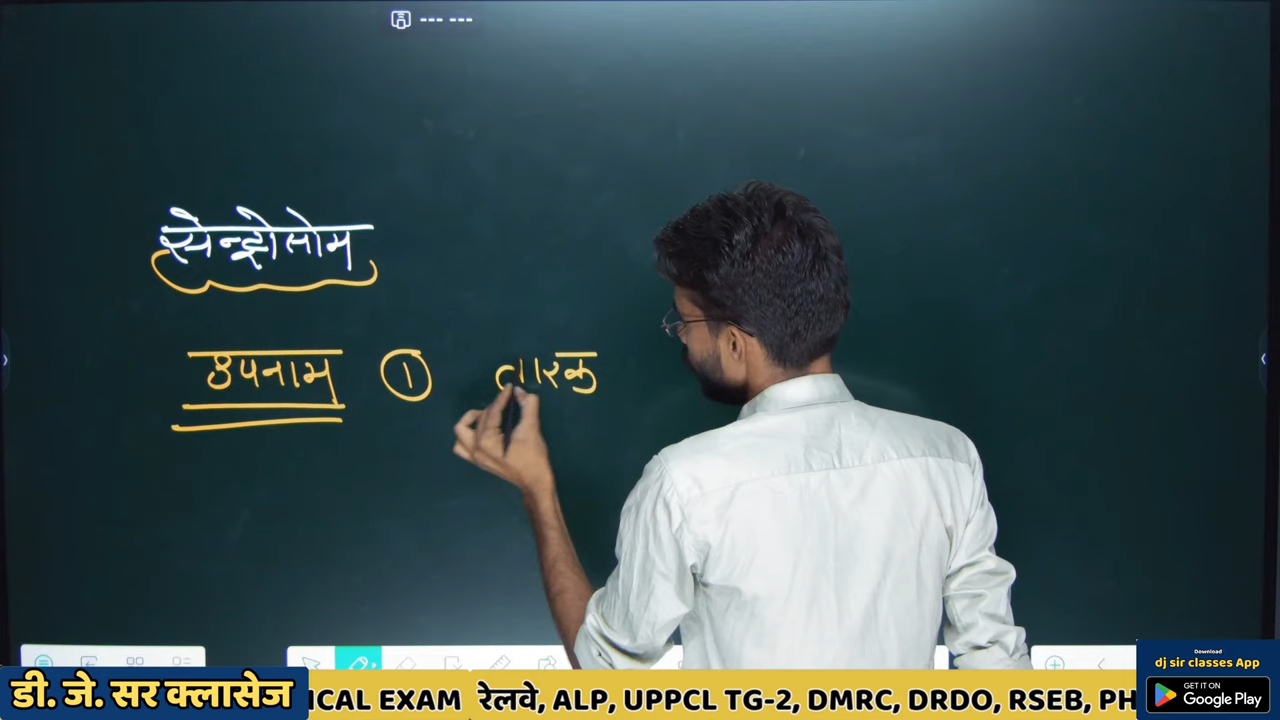 सेन्ट्रोसोम
उपनाम ① तारक
डी. जे. सर क्लासेज
ICAL EXAM रेलवे, ALP, UPPCL TG-2, DMRC, DRDO, RSEB, PH
Download
dj sir classes App
GET IT ON
Google Play